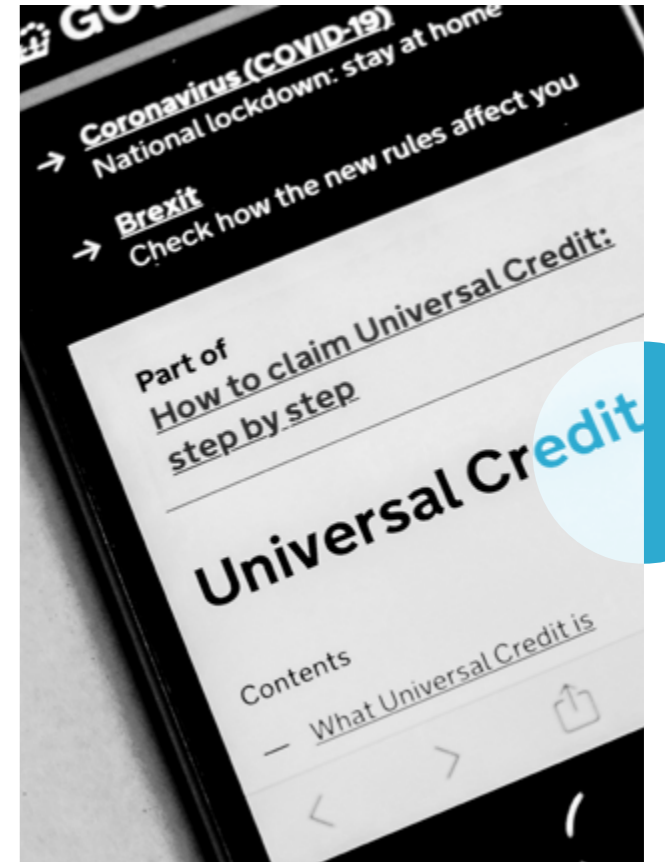 Coronavirus (COVID-19)
→ National lockdown: stay at home
Brexit
→ Check how the new rules affect you
Part of
How to claim Universal Credit:
step by step
Universal Credit
Contents
— What Universal Credit is